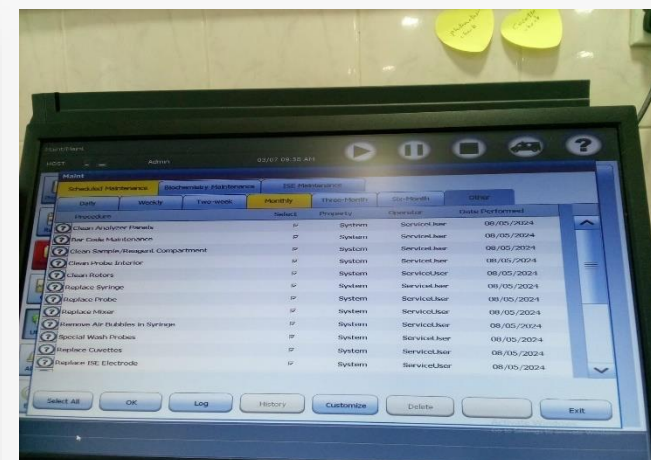 Photometer check
Cuvette check
HOST
Admin
03/07 09:38 AM
Maint
Scheduled Maintenance Biochemistry Maintenance ISE Maintenance
Daily Weekly Two-week Monthly Three-Month Six-Month Other
Procedure Select Property Operator Date Performed
Clean Analyzer Panels System ServiceUser 08/05/2024
Bar Code Maintenance System ServiceUser 08/05/2024
Clean Sample/Reagent Compartment System ServiceUser 08/05/2024
Clean Probe Interior System ServiceUser 08/05/2024
Clean Rotors System ServiceUser 08/05/2024
Replace Syringe System ServiceUser 08/05/2024
Replace Probe System ServiceUser 08/05/2024
Replace Mixer System ServiceUser 08/05/2024
Remove Air Bubbles in Syringe System ServiceUser 08/05/2024
Special Wash Probes System ServiceUser 08/05/2024
Replace Cuvettes System ServiceUser 08/05/2024
Replace ISE Electrode System ServiceUser 08/05/2024
Select All OK Log History Customize Delete Exit